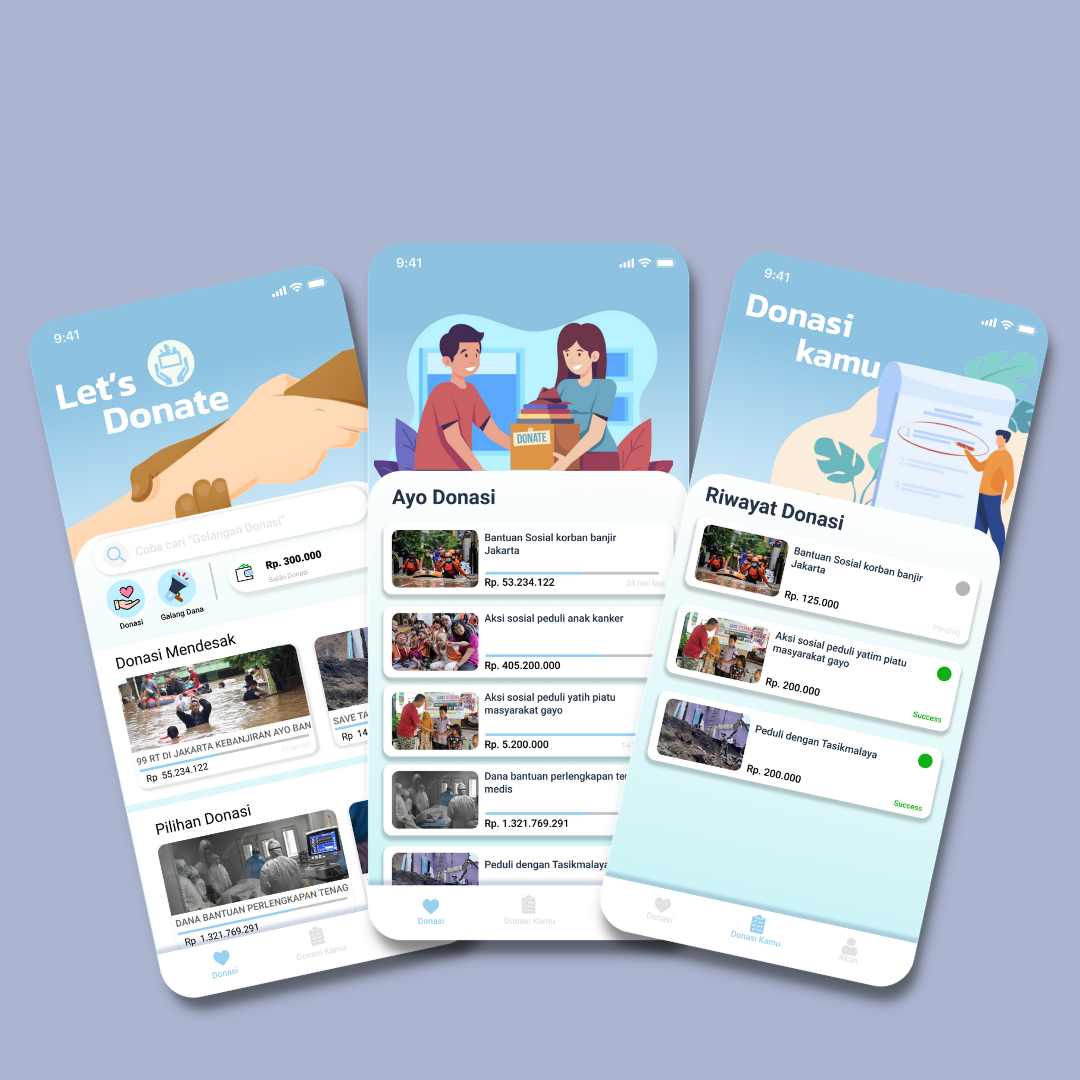 9:41
Let's
Donate
Coba cari "Galangan Donasi"
Donasi
Galang Dana
Rp. 300.000
Saldo Donasi
Donasi Mendesak
99 RT DI JAKARTA KEBANJIRAN AYO BAN
Rp 55.234.122
24 hari lagi
SAVE TA
Rp 14
Pilihan Donasi
DANA BANTUAN PERLENGKAPAN TENAG
Rp 1.321.769.291
Donasi
Donasi Kamu
9:41
DONATE
Ayo Donasi
Bantuan Sosial korban banjir
Jakarta
Rp. 53.234.122
24 hari lagi
Aksi sosial peduli anak kanker
Rp. 405.200.000
Aksi sosial peduli yatih piatu
masyarakat gayo
Rp. 5.200.000
14
Dana bantuan perlengkapan ter
medis
Rp. 1.321.769.291
Peduli dengan Tasikmalaya
Donasi
Donasi Kamu
9:41
Donasi
kamu
1
2
3
Riwayat Donasi
Bantuan Sosial korban banjir
Jakarta
Rp. 125.000
Pending
Aksi sosial peduli yatim piatu
masyarakat gayo
Rp. 200.000
Success
Peduli dengan Tasikmalaya
Rp. 200.000
Success
Donasi
Donasi Kamu
Akun